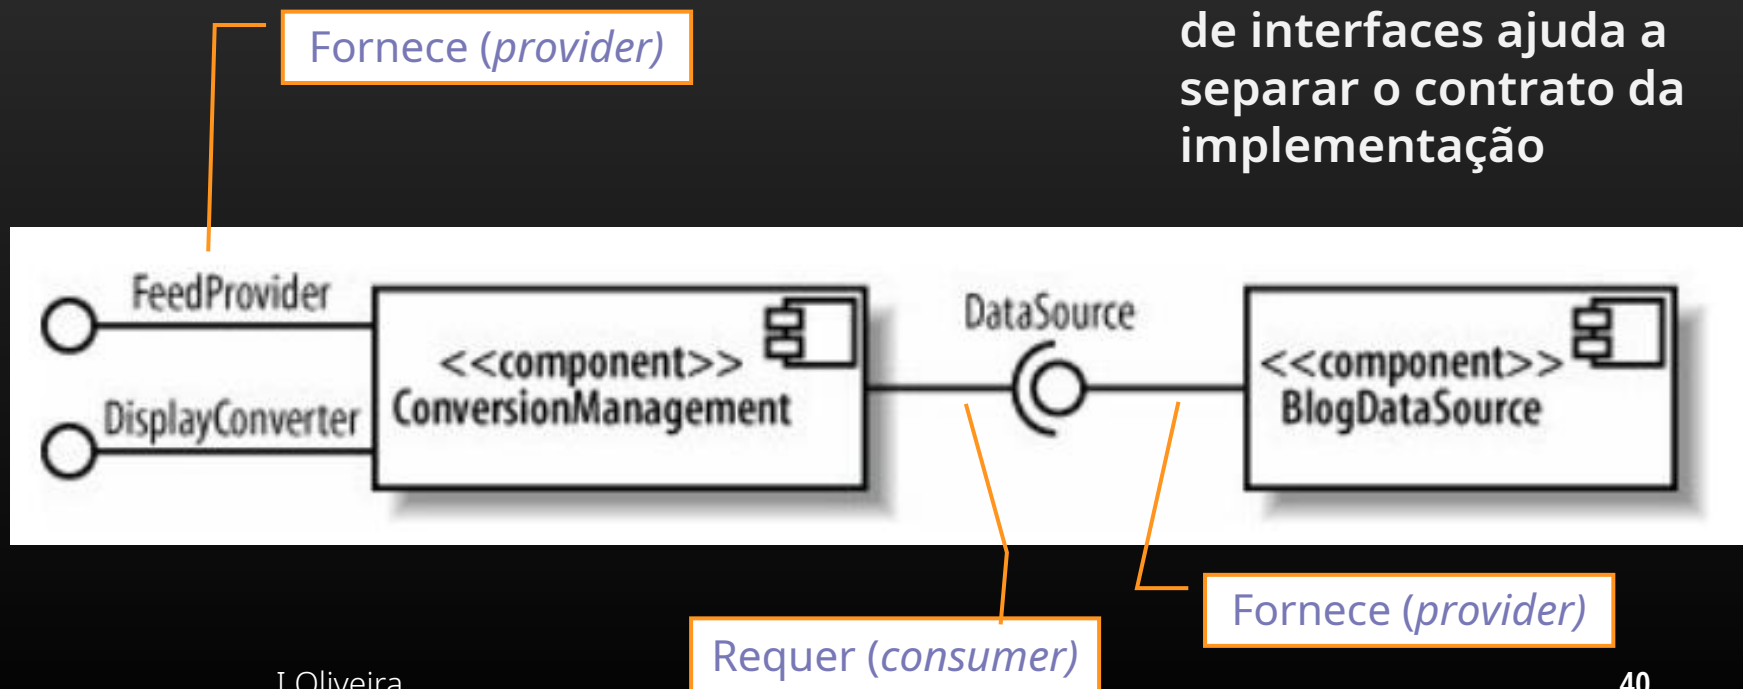 Fornece (provider)
de interfaces ajuda a
separar o contrato da
implementação
FeedProvider
DisplayConverter
<<component>>
ConversionManagement
DataSource
<<component>>
BlogDataSource
Requer (consumer)
Fornece (provider)
I Oliveira
40